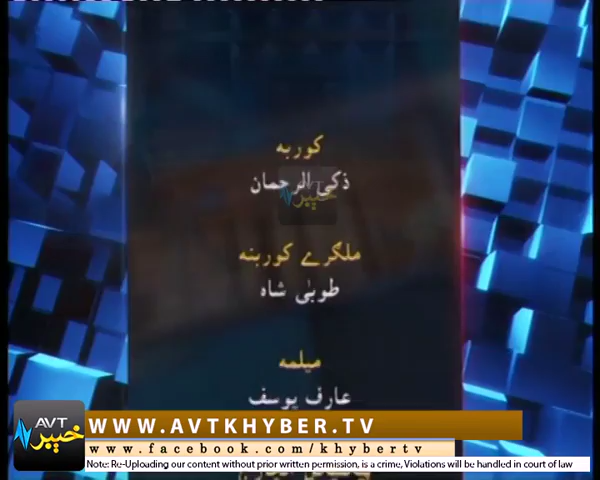 کوربه
ذکی الرحمان
ملګرے کوربنه
طوبیٰ شاہ
میلمه
عارف یوسف
AVT
خیبر
WWW.AVTKHYBER.TV
www.facebook.com/khybertv
Note: Re-Uploading our content without prior written permission, is a crime, Violations will be handled in court of law